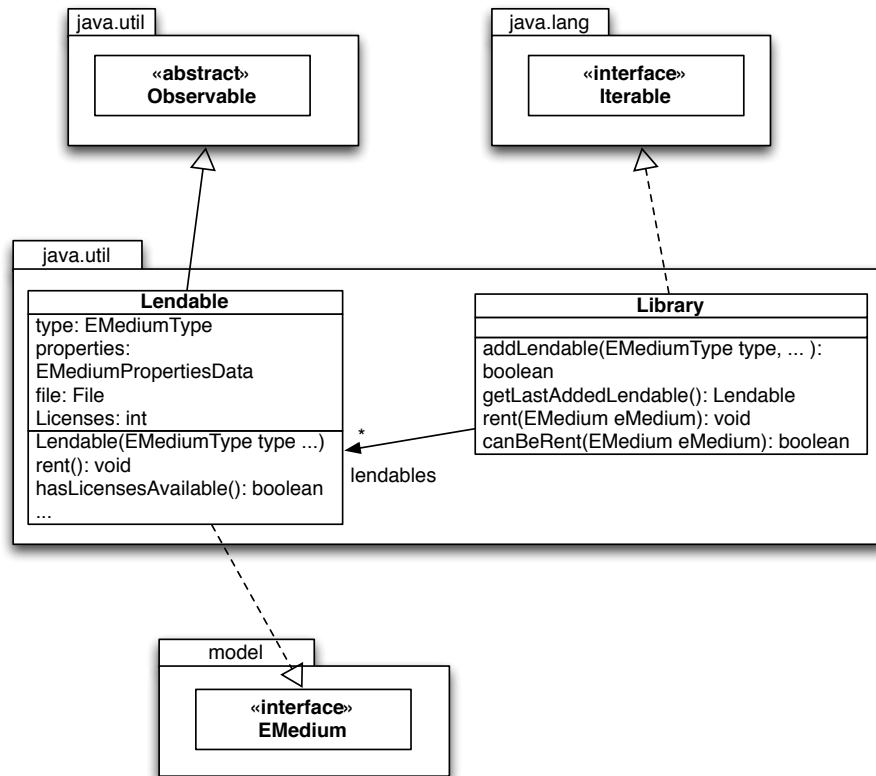 java.util
«abstract»
Observable
java.lang
«interface»
Iterable
java.util
Lendable
type: EMediumType
properties:
EMediumPropertiesData
file: File
Licenses: int
Lendable(EMediumType type ...)
rent(): void
hasLicensesAvailable(): boolean
...
Library
addLendable(EMediumType type, ... ):
boolean
getLastAddedLendable(): Lendable
rent(EMedium eMedium): void
canBeRent(EMedium eMedium): boolean
*
lendables
model
«interface»
EMedium